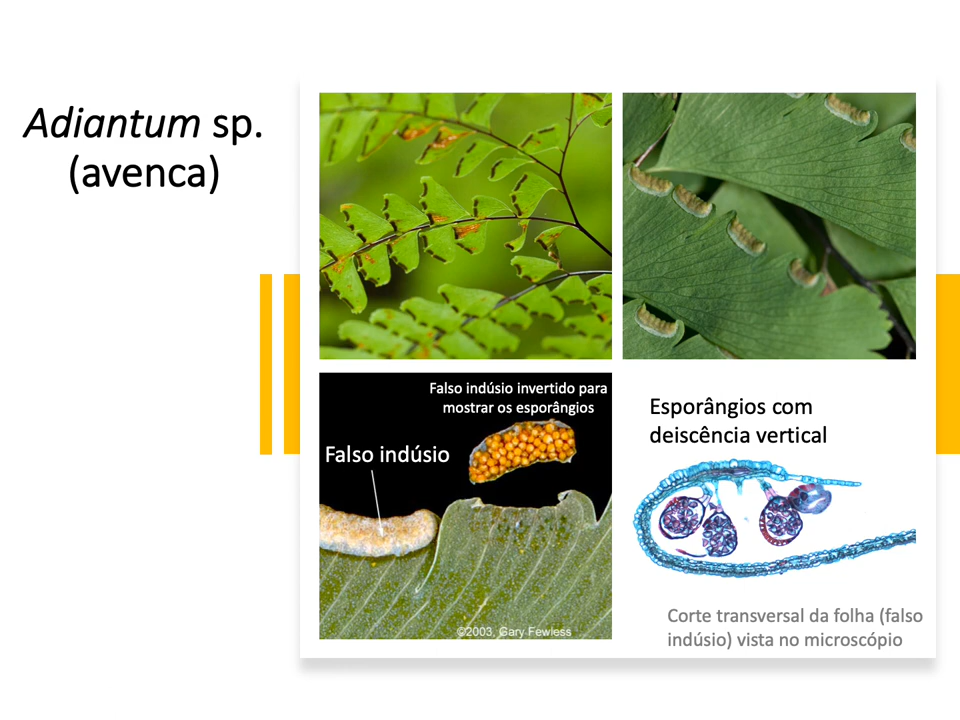 Adiantum sp.
(avenca)
Falso indúsio invertido para
mostrar os esporângios
Falso indúsio
©2003, Gary Fewless
Esporângios com
deiscência vertical
Corte transversal da folha (falso
indúsio) vista no microscópio